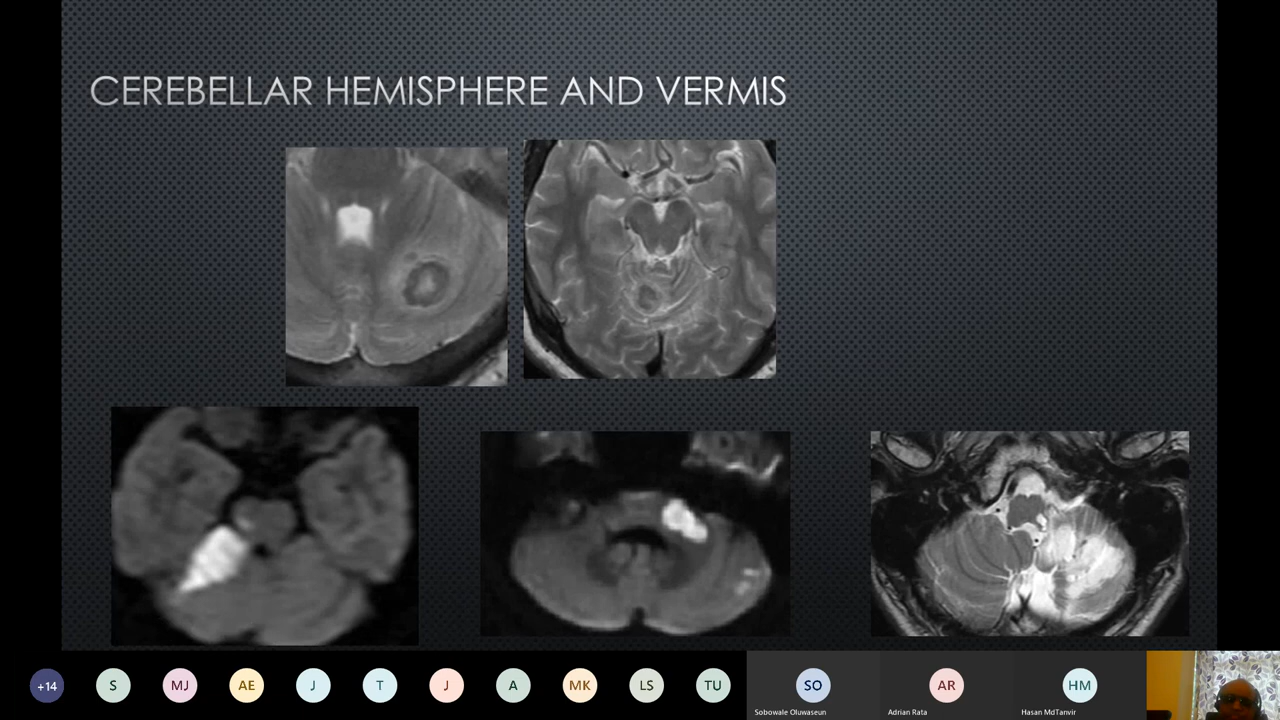 CEREBELLAR HEMISPHERE AND VERMIS
+14
S
MJ
AE
J
T
J
A
MK
LS
TU
SO
AR
HM
Sobowale Oluwaseun
Adrian Rata
Hasan MdTanvir